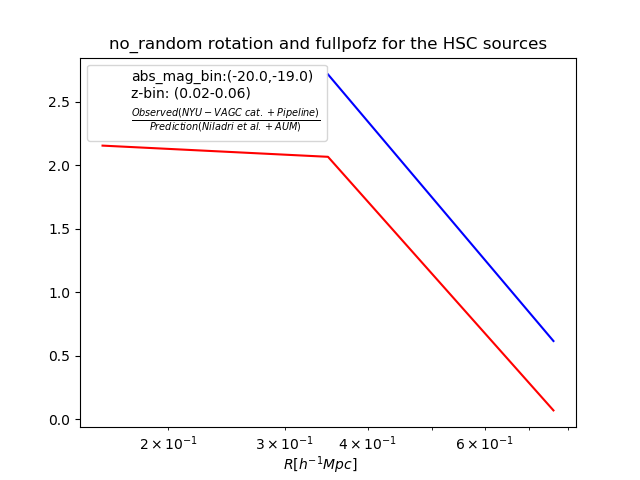 no_random rotation and fullpofz for the HSC sources
abs_mag_bin:(-20.0,-19.0)
z-bin: (0.02-0.06)
Observed(NYU − VAGC cat. + Pipeline)
Prediction(Niladri et al. + AUM)
2.5
2.0
1.5
1.0
0.5
0.0
2 × 10⁻¹ 3 × 10⁻¹ 4 × 10⁻¹ 6 × 10⁻¹
R[h⁻¹Mpc]